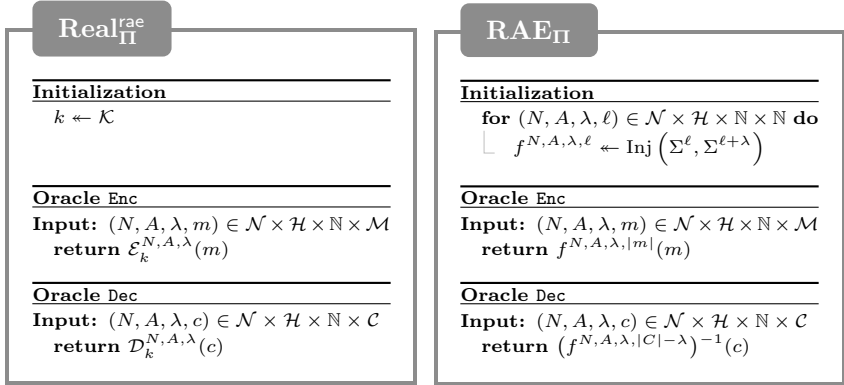 Real^rae_Π
Initialization
k ↞ 𝒦
Oracle Enc
Input: (N, A, λ, m) ∈ 𝒩 × ℋ × ℕ × ℳ
return ℰ_k^{N,A,λ}(m)
Oracle Dec
Input: (N, A, λ, c) ∈ 𝒩 × ℋ × ℕ × 𝒞
return 𝒟_k^{N,A,λ}(c)
RAE_Π
Initialization
for (N, A, λ, ℓ) ∈ 𝒩 × ℋ × ℕ × ℕ do
f^{N,A,λ,ℓ} ↞ Inj (Σ^ℓ, Σ^{ℓ+λ})
Oracle Enc
Input: (N, A, λ, m) ∈ 𝒩 × ℋ × ℕ × ℳ
return f^{N,A,λ,|m|}(m)
Oracle Dec
Input: (N, A, λ, c) ∈ 𝒩 × ℋ × ℕ × 𝒞
return (f^{N,A,λ,|C|−λ})^{−1}(c)